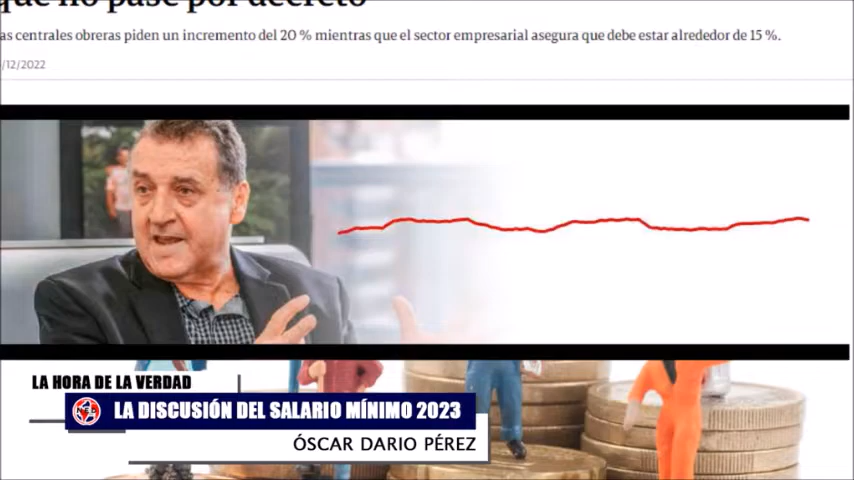 que no pase por decreto
as centrales obreras piden un incremento del 20 % mientras que el sector empresarial asegura que debe estar alrededor de 15 %.
/12/2022
LA HORA DE LA VERDAD
LA DISCUSIÓN DEL SALARIO MÍNIMO 2023
ÓSCAR DARIO PÉREZ